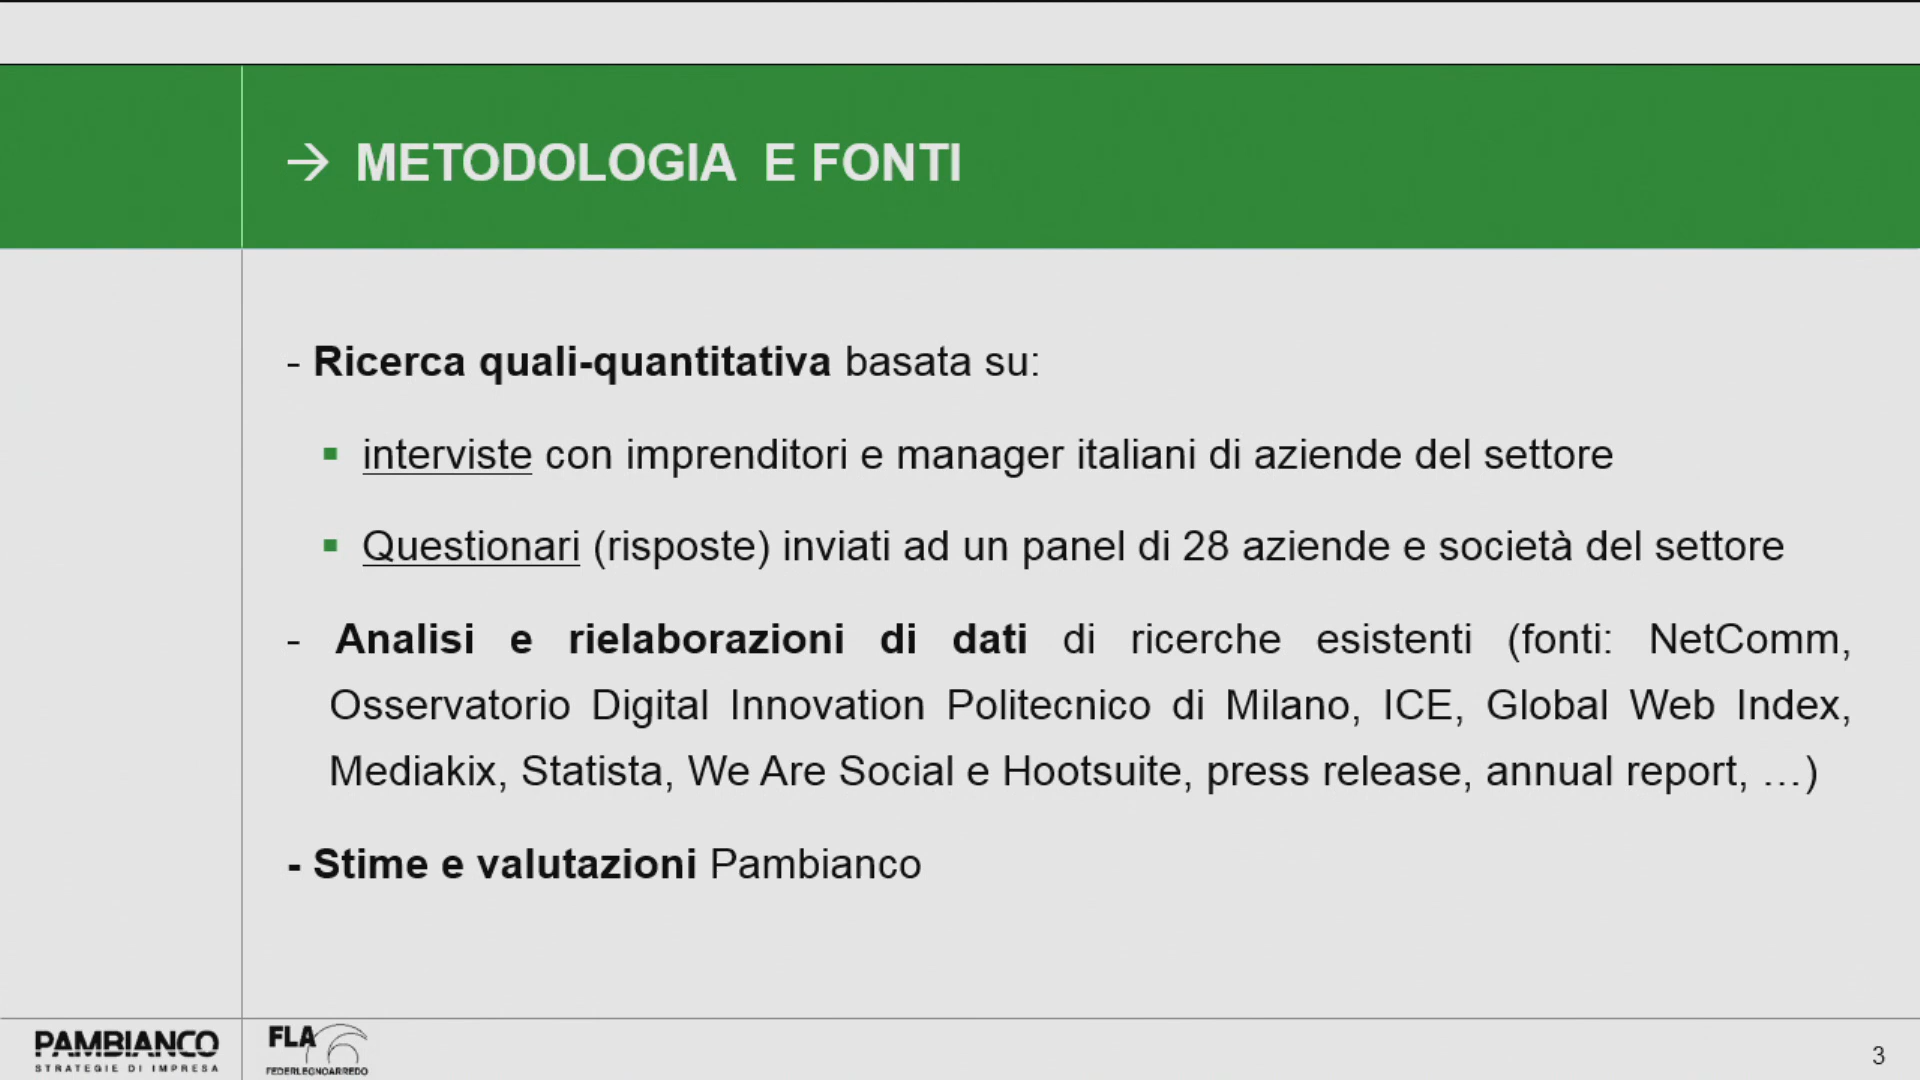 → METODOLOGIA E FONTI
- Ricerca quali-quantitativa basata su:
▪ interviste con imprenditori e manager italiani di aziende del settore
▪ Questionari (risposte) inviati ad un panel di 28 aziende e società del settore
- Analisi e rielaborazioni di dati di ricerche esistenti (fonti: NetComm,
Osservatorio Digital Innovation Politecnico di Milano, ICE, Global Web Index,
Mediakix, Statista, We Are Social e Hootsuite, press release, annual report, …)
- Stime e valutazioni Pambianco
PAMBIANCO
STRATEGIE DI IMPRESA
FLA
FEDERLEGNOARREDO
3